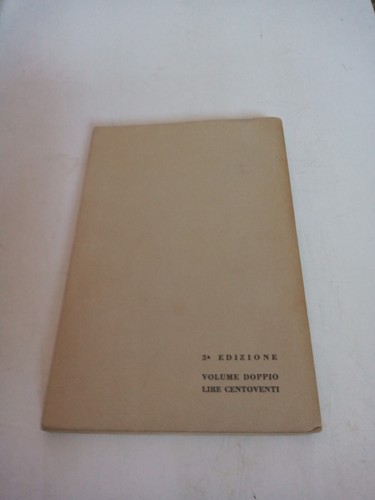 3ª EDIZIONE
VOLUME DOPPIO
LIRE CENTOVENTI